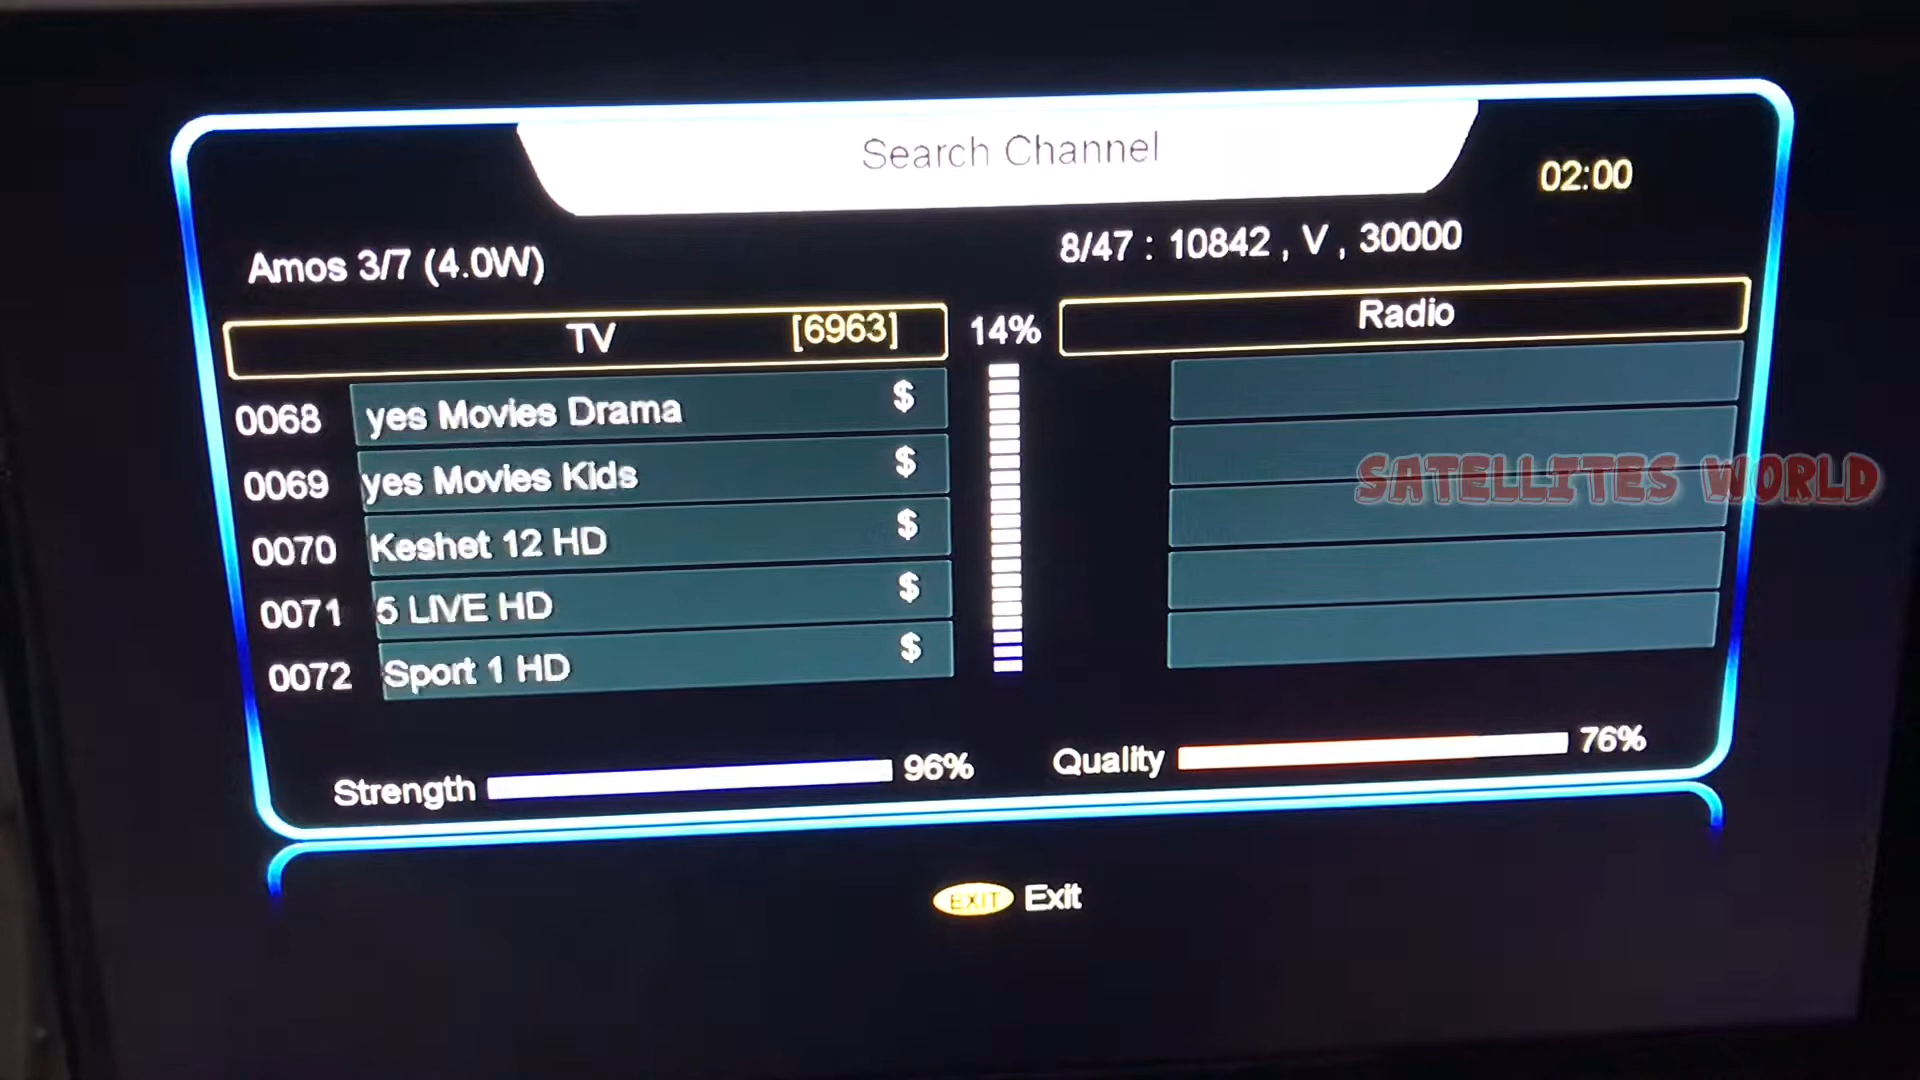 Search Channel
02:00
Amos 3/7 (4.0W)
8/47 : 10842 , V , 30000
TV [6963]
14%
Radio
0068 yes Movies Drama $
0069 yes Movies Kids $
0070 Keshet 12 HD $
0071 5 LIVE HD $
0072 Sport 1 HD $
SATELLITES WORLD
Strength 96%
Quality 76%
EXIT Exit